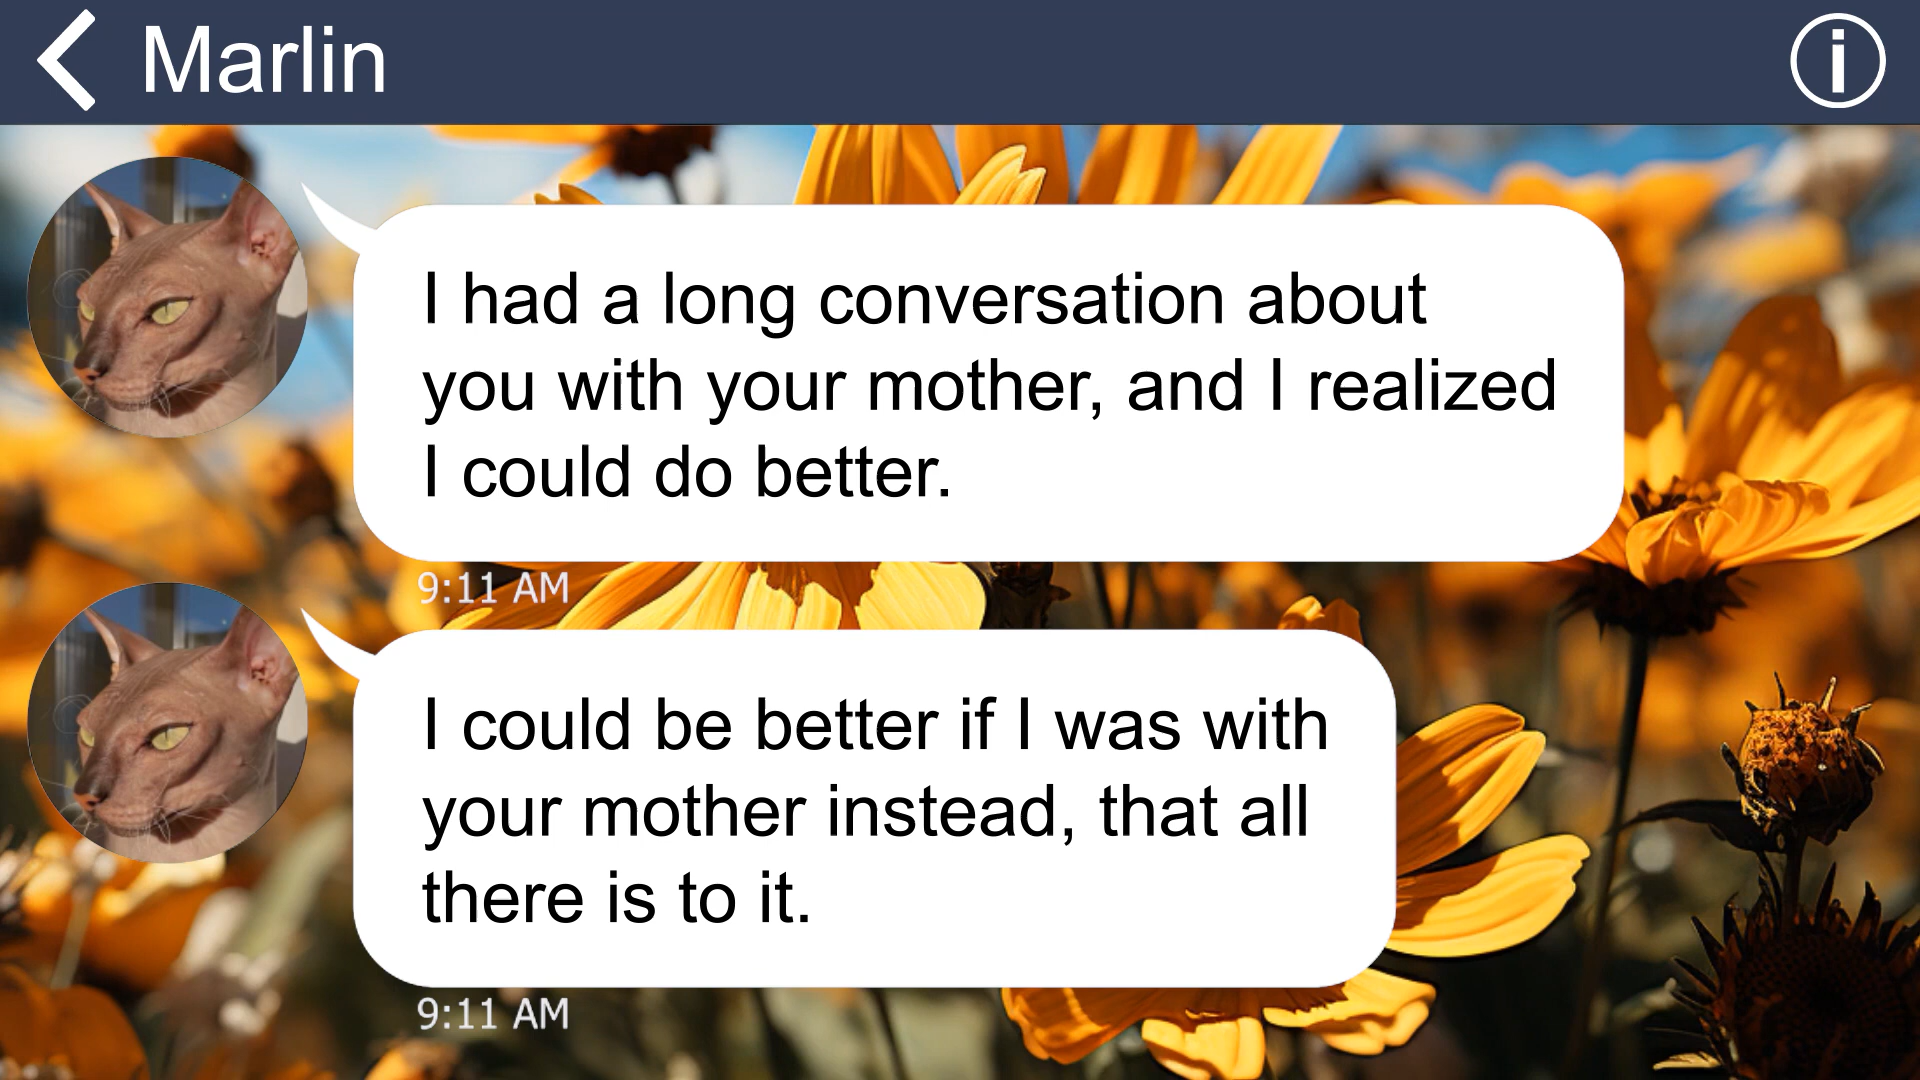 Marlin
I had a long conversation about
you with your mother, and I realized
I could do better.
9:11 AM
I could be better if I was with
your mother instead, that all
there is to it.
9:11 AM